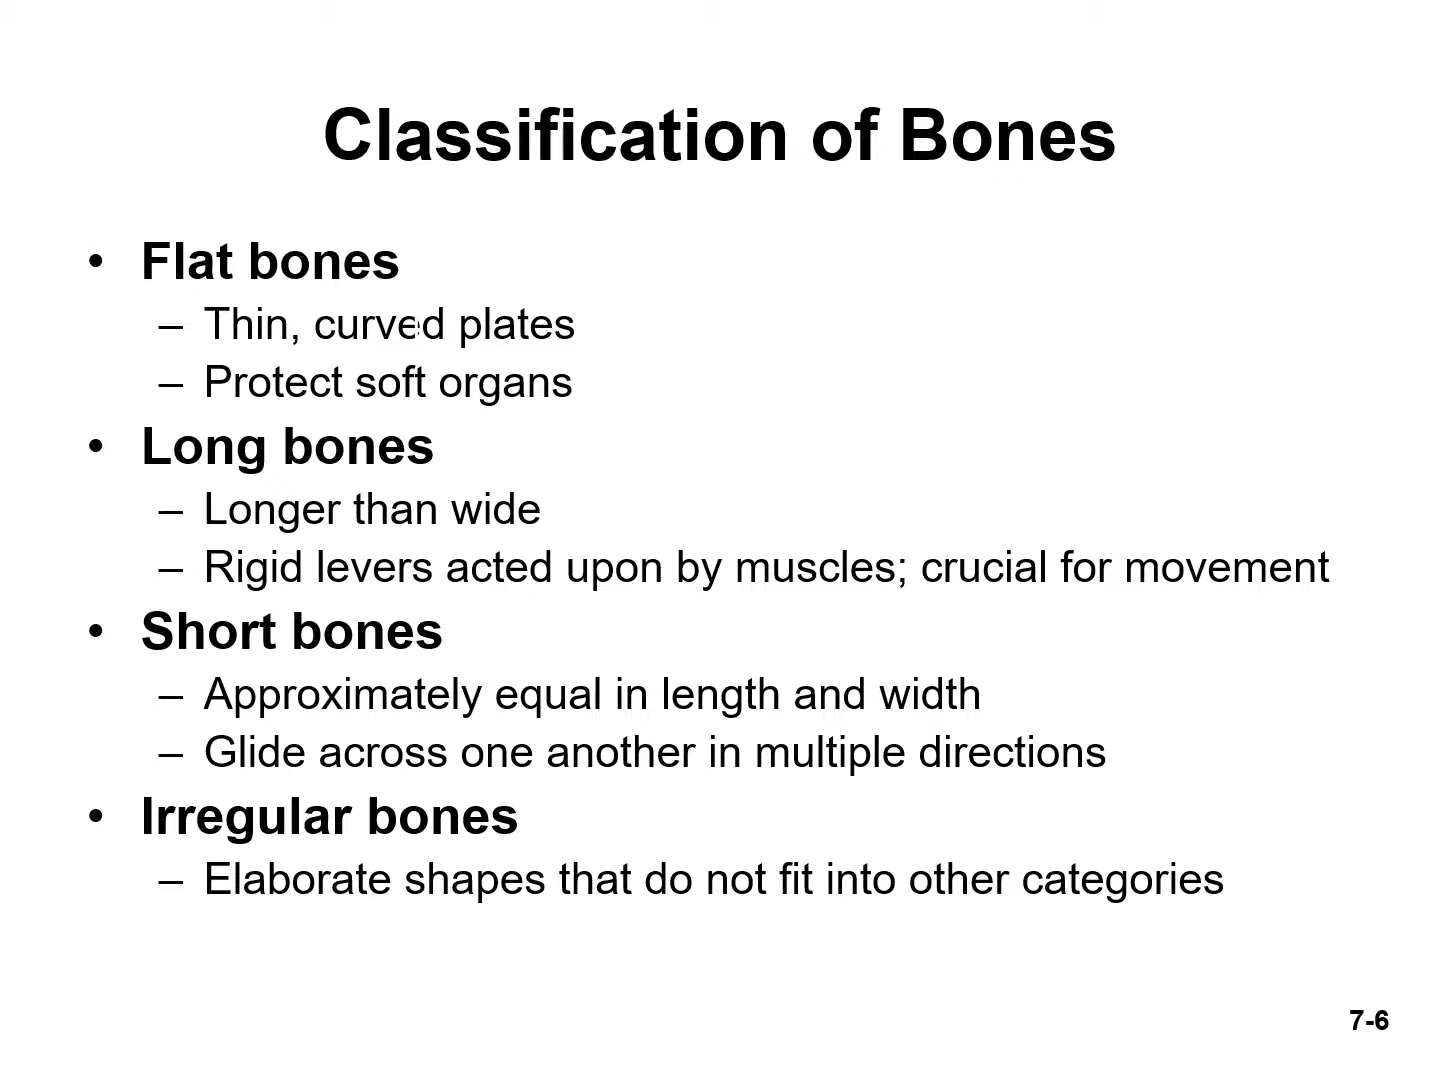 Classification of Bones
• Flat bones
– Thin, curved plates
– Protect soft organs
• Long bones
– Longer than wide
– Rigid levers acted upon by muscles; crucial for movement
• Short bones
– Approximately equal in length and width
– Glide across one another in multiple directions
• Irregular bones
– Elaborate shapes that do not fit into other categories
7-6